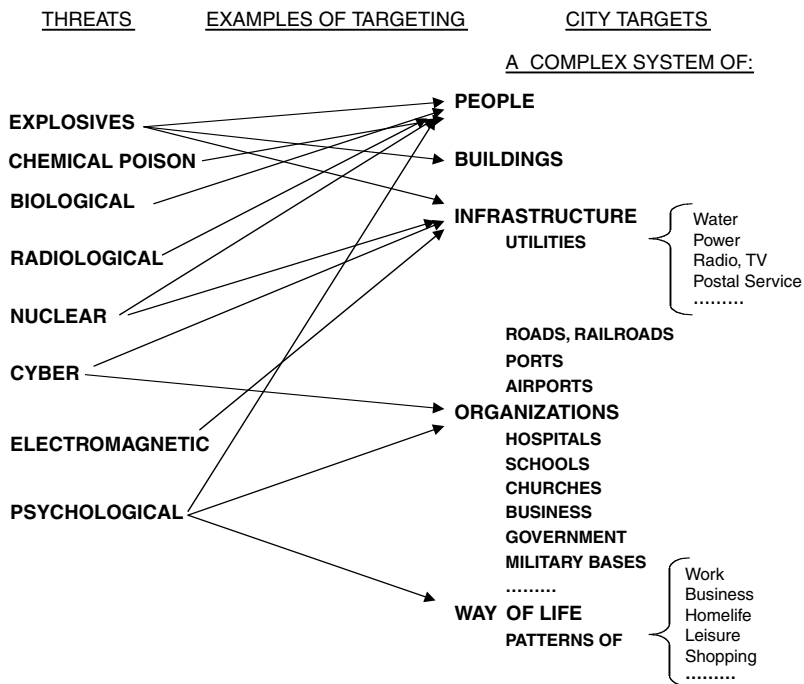 THREATS
EXAMPLES OF TARGETING
CITY TARGETS
A COMPLEX SYSTEM OF:
EXPLOSIVES
CHEMICAL POISON
BIOLOGICAL
RADIOLOGICAL
NUCLEAR
CYBER
ELECTROMAGNETIC
PSYCHOLOGICAL
PEOPLE
BUILDINGS
INFRASTRUCTURE
UTILITIES
Water
Power
Radio, TV
Postal Service
.........
ROADS, RAILROADS
PORTS
AIRPORTS
ORGANIZATIONS
HOSPITALS
SCHOOLS
CHURCHES
BUSINESS
GOVERNMENT
MILITARY BASES
.........
WAY OF LIFE
PATTERNS OF
Work
Business
Homelife
Leisure
Shopping
.........